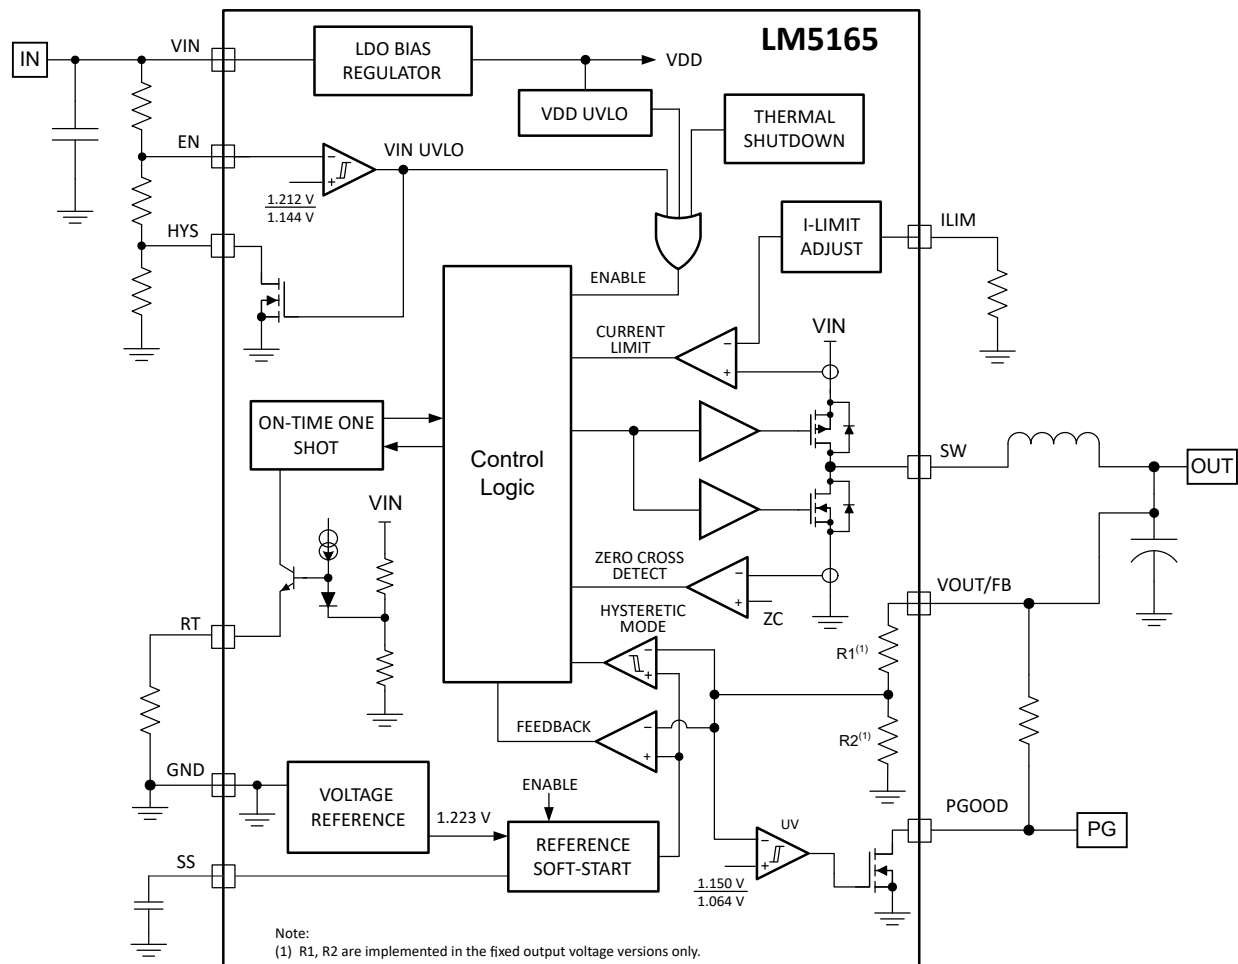 LM5165
IN
VIN
LDO BIAS
REGULATOR
VDD
VDD UVLO
THERMAL
SHUTDOWN
EN
−
+
VIN UVLO
1.212 V
1.144 V
HYS
I-LIMIT
ADJUST
ILIM
ENABLE
CURRENT
LIMIT
−
+
VIN
ON-TIME ONE
SHOT
Control
Logic
SW
OUT
VIN
ZERO CROSS
DETECT
−
+
ZC
VOUT/FB
RT
HYSTERETIC
MODE
−
+
R1(1)
FEEDBACK
−
+
R2(1)
GND
VOLTAGE
REFERENCE
1.223 V
ENABLE
REFERENCE
SOFT-START
UV
−
+
1.150 V
1.064 V
PGOOD
PG
SS
Note:
(1) R1, R2 are implemented in the fixed output voltage versions only.